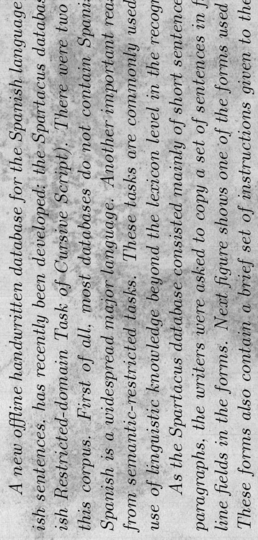 A new offline handwritten database for the Spanish language
ish sentences, has recently been developed: the Spartacus databas
ish Restricted-domain Task of Cursive Script). There were two
this corpus. First of all, most databases do not contain Spani
Spanish is a widespread major language. Another important rea
from semantic-restricted tasks. These tasks are commonly used
use of linguistic knowledge beyond the lexicon level in the recogn
As the Spartacus database consisted mainly of short sentence
paragraphs, the writers were asked to copy a set of sentences in f
line fields in the forms. Next figure shows one of the forms used
These forms also contain a brief set of instructions given to the